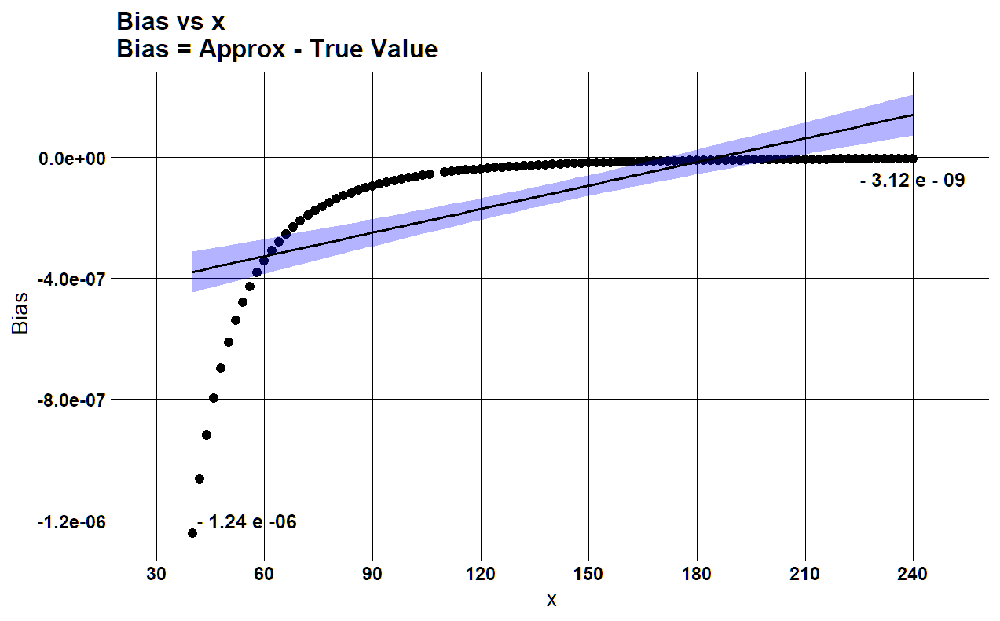 Bias vs x
Bias = Approx - True Value
0.0e+00
-4.0e-07
-8.0e-07
-1.2e-06
Bias
- 3.12 e - 09
- 1.24 e -06
30 60 90 120 150 180 210 240
x